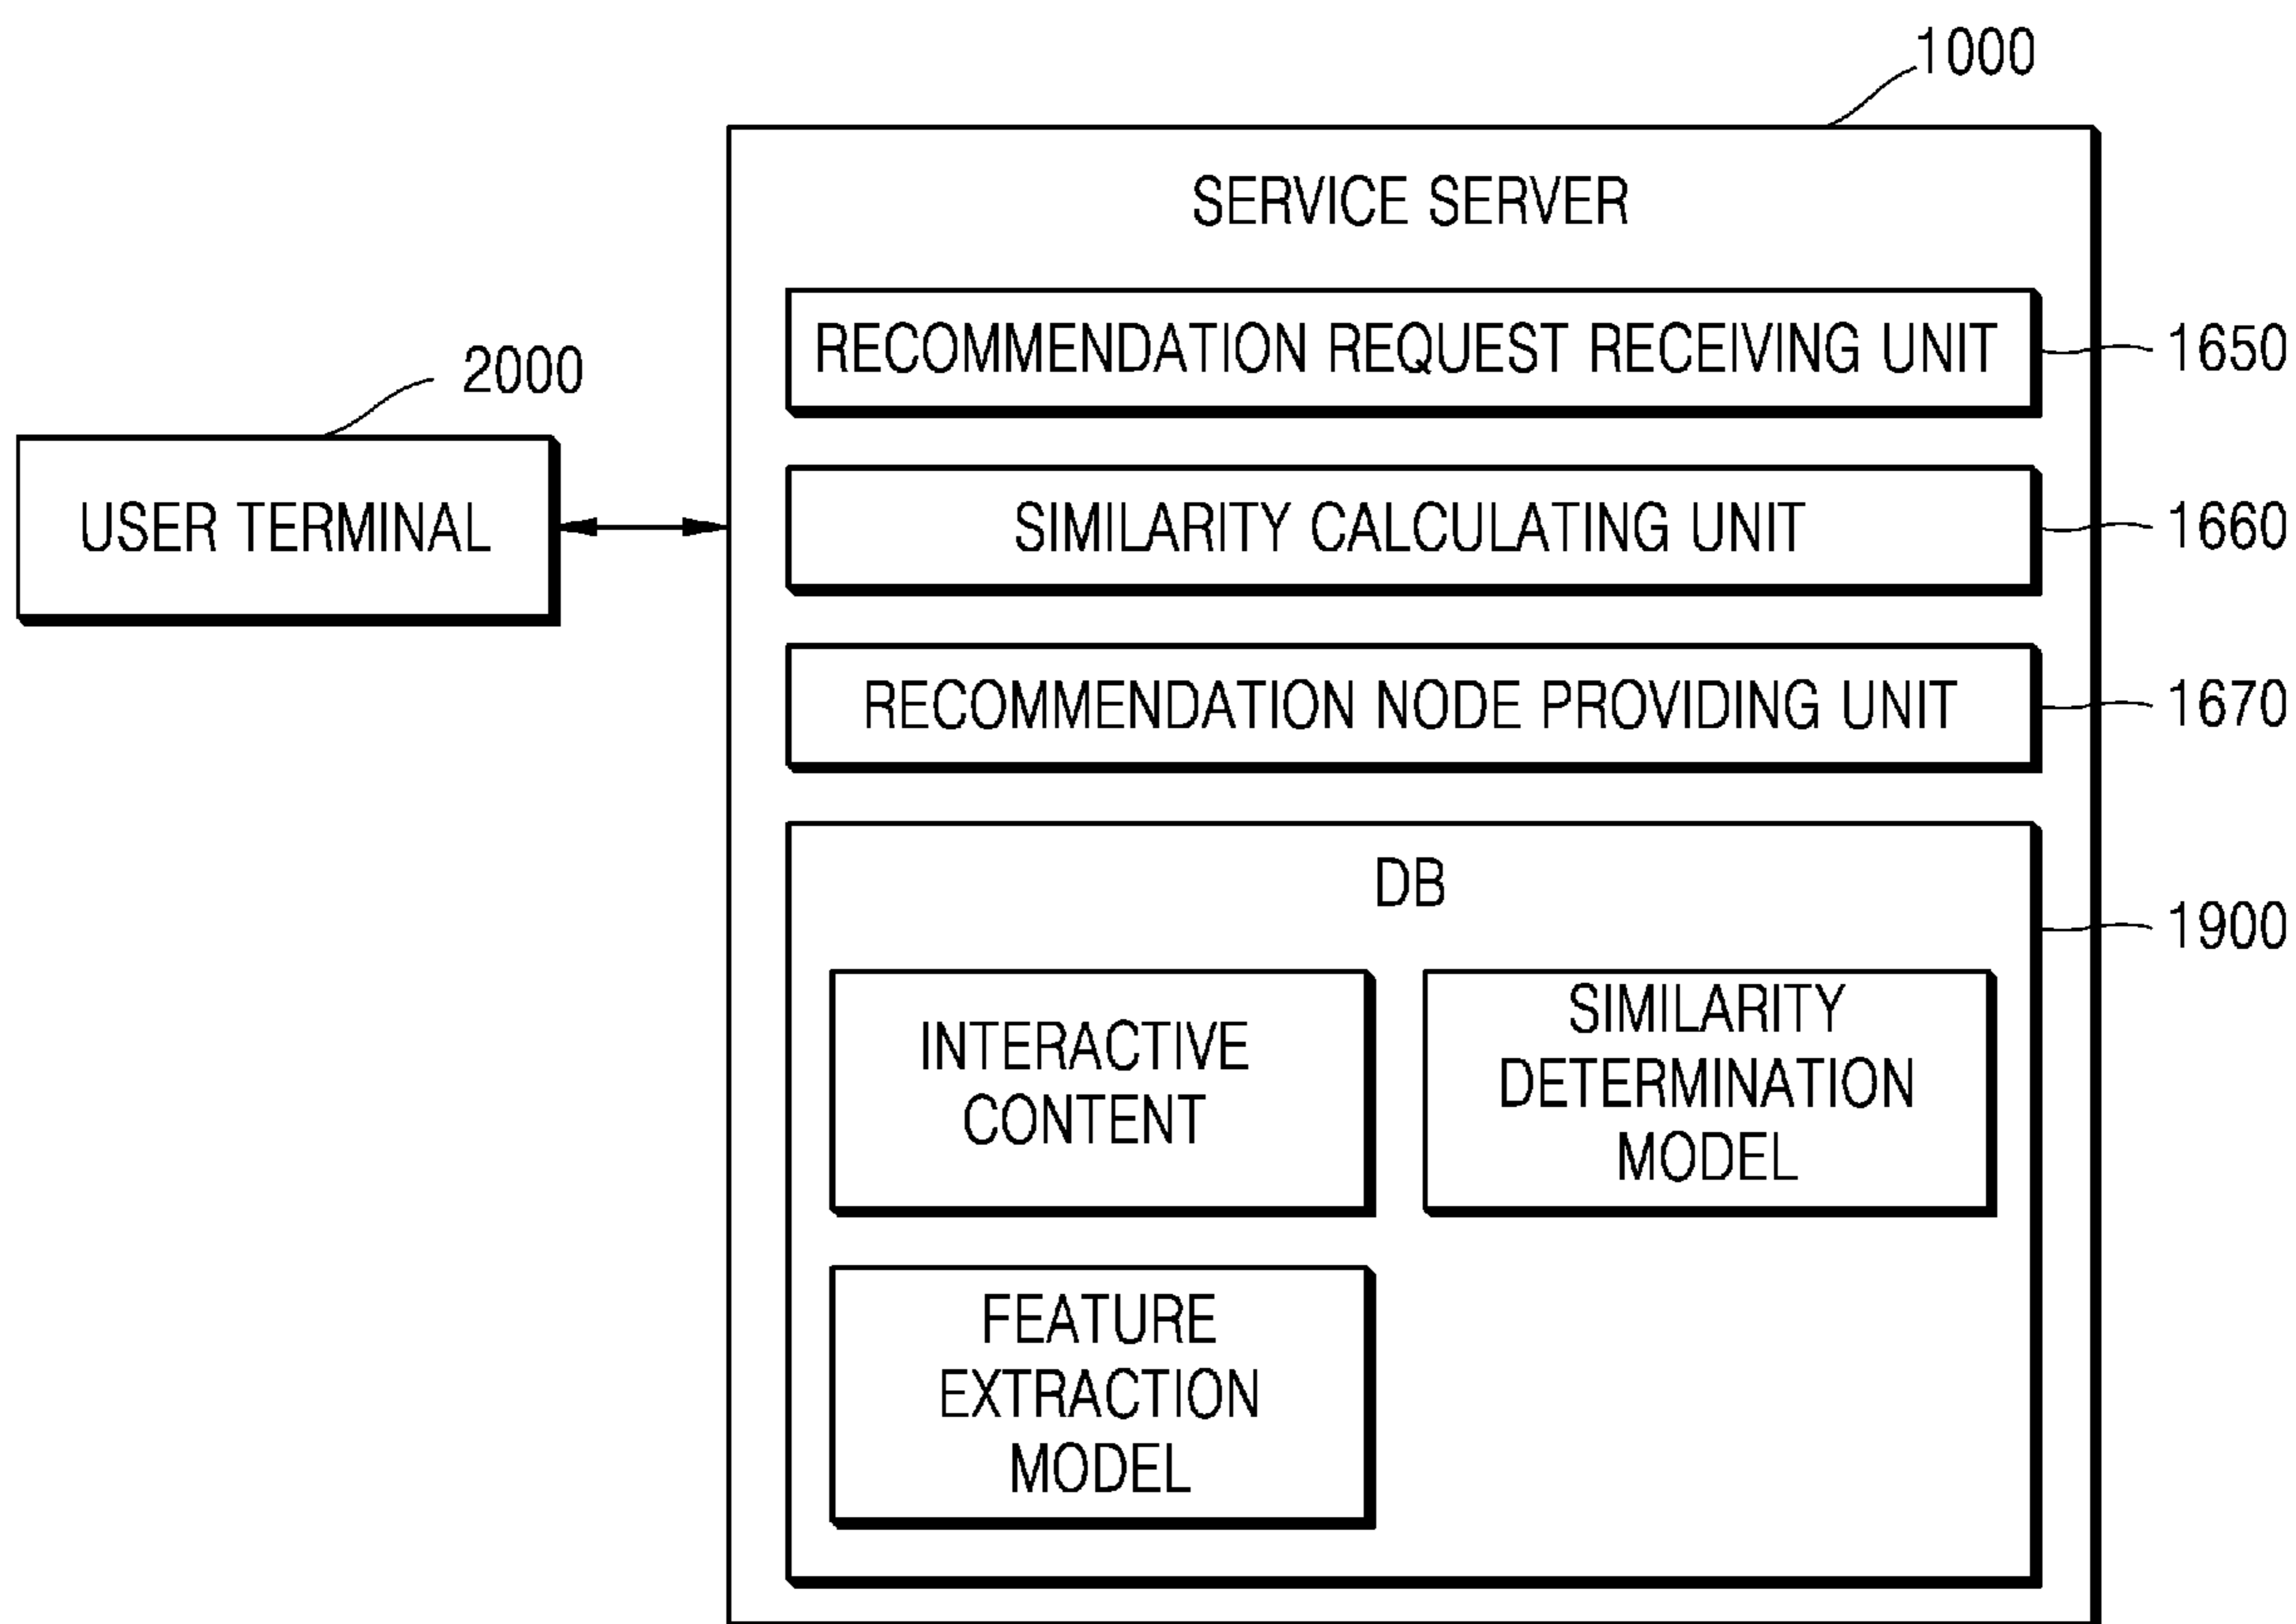 1000
SERVICE SERVER
RECOMMENDATION REQUEST RECEIVING UNIT
1650
2000
USER TERMINAL
SIMILARITY CALCULATING UNIT
1660
RECOMMENDATION NODE PROVIDING UNIT
1670
DB
1900
INTERACTIVE
CONTENT
SIMILARITY
DETERMINATION
MODEL
FEATURE
EXTRACTION
MODEL